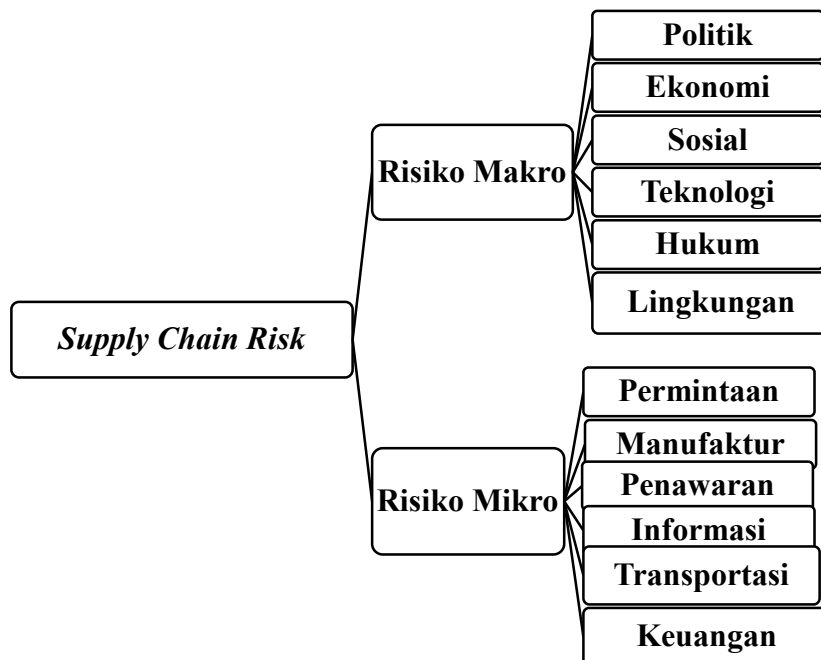 Supply Chain Risk
Risiko Makro
Politik
Ekonomi
Sosial
Teknologi
Hukum
Lingkungan
Risiko Mikro
Permintaan
Manufaktur
Penawaran
Informasi
Transportasi
Keuangan